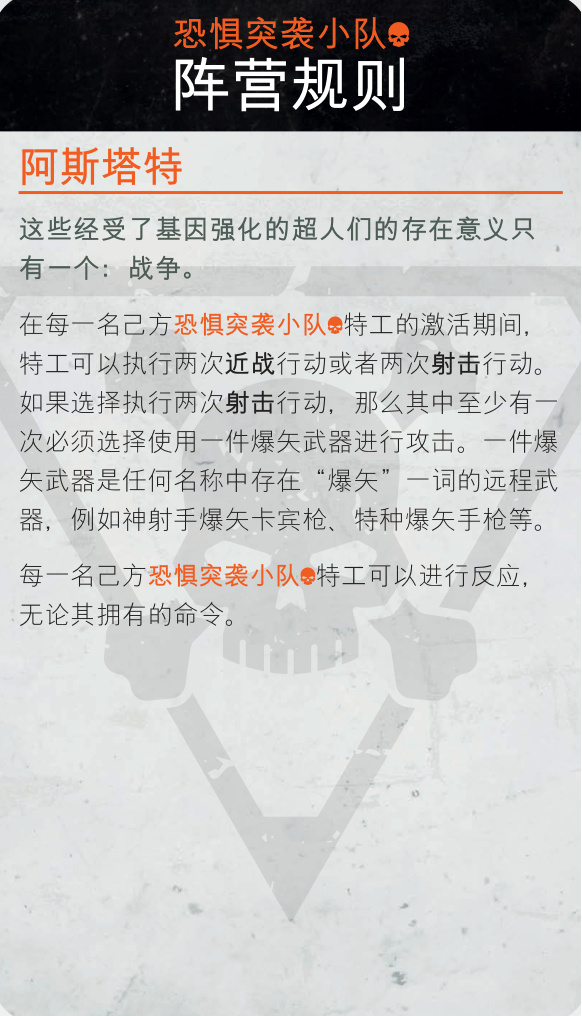 恐惧突袭小队
阵营规则
阿斯塔特
这些经受了基因强化的超人们的存在意义只
有一个：战争。
在每一名己方恐惧突袭小队特工的激活期间，
特工可以执行两次近战行动或者两次射击行动。
如果选择执行两次射击行动，那么其中至少有一
次必须选择使用一件爆矢武器进行攻击。一件爆
矢武器是任何名称中存在“爆矢”一词的远程武
器，例如神射手爆矢卡宾枪、特种爆矢手枪等。
每一名己方恐惧突袭小队特工可以进行反应，
无论其拥有的命令。